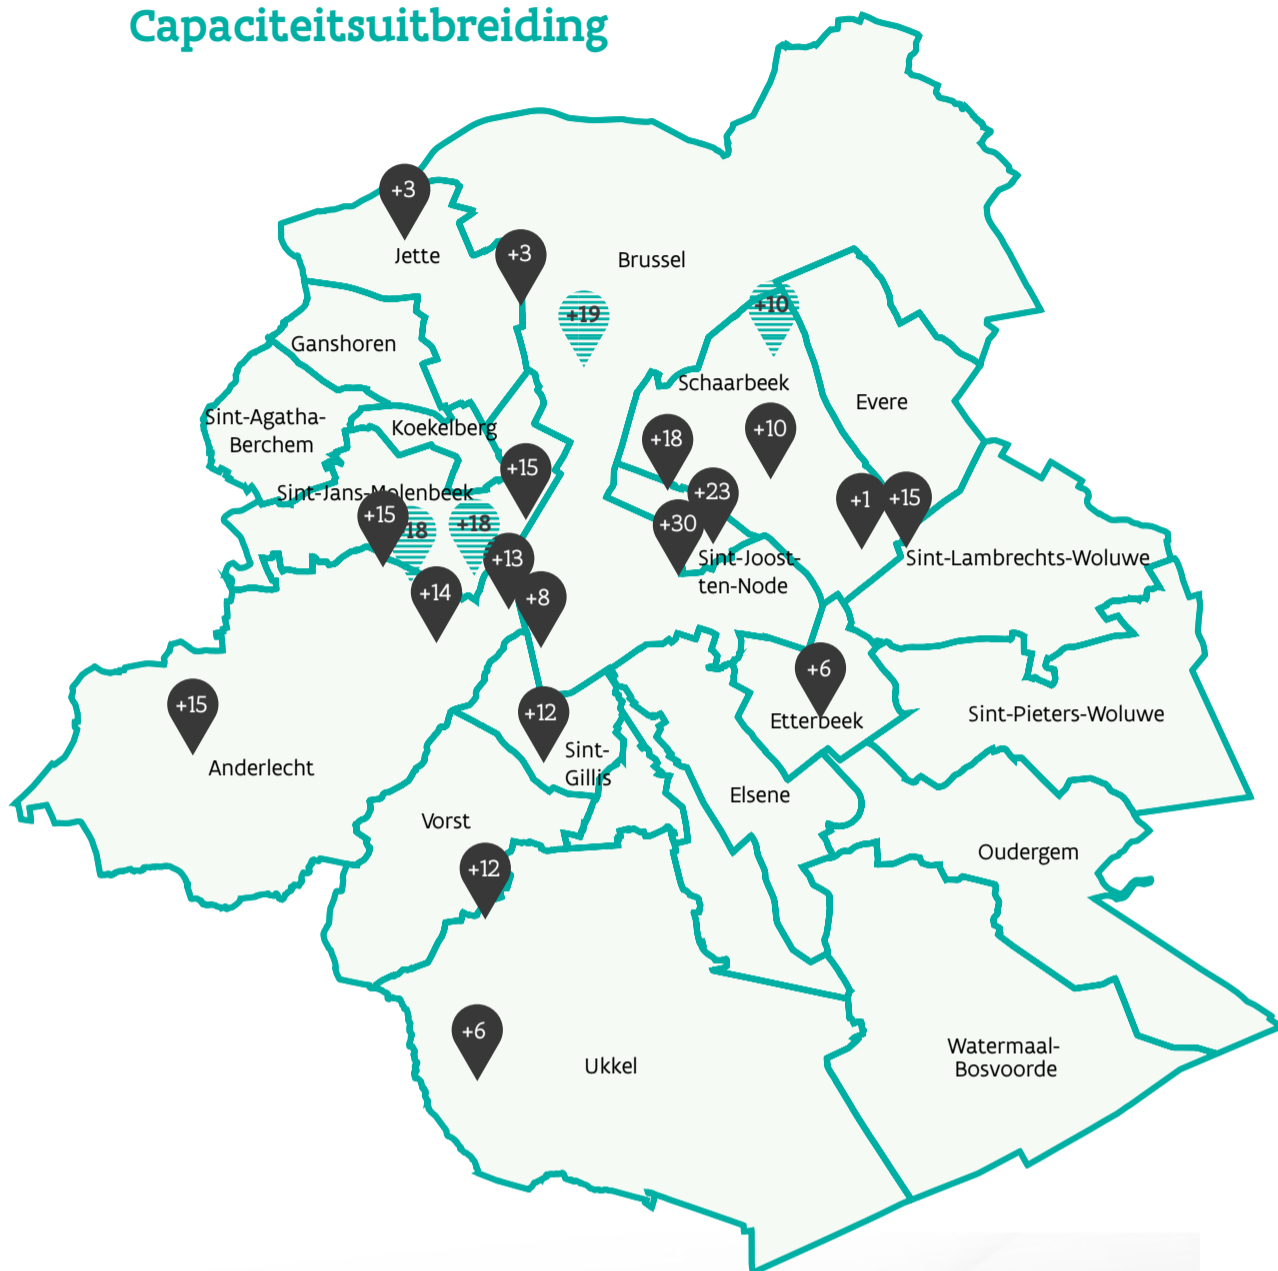 Capaciteitsuitbreiding
+3
Jette
+3
Brussel
+19
+10
Ganshoren
Schaarbeek
Evere
Sint-Agatha-
Berchem
Koekelberg
+18
+10
+15
Sint-Jans-Molenbeek
+23
+1
+15
+15
18
+18
+30
+13
Sint-Joost-
ten-Node
Sint-Lambrechts-Woluwe
+14
+8
+6
+15
+12
Etterbeek
Sint-Pieters-Woluwe
Sint-
Gillis
Anderlecht
Elsene
Vorst
Oudergem
+12
+6
Ukkel
Watermaal-
Bosvoorde